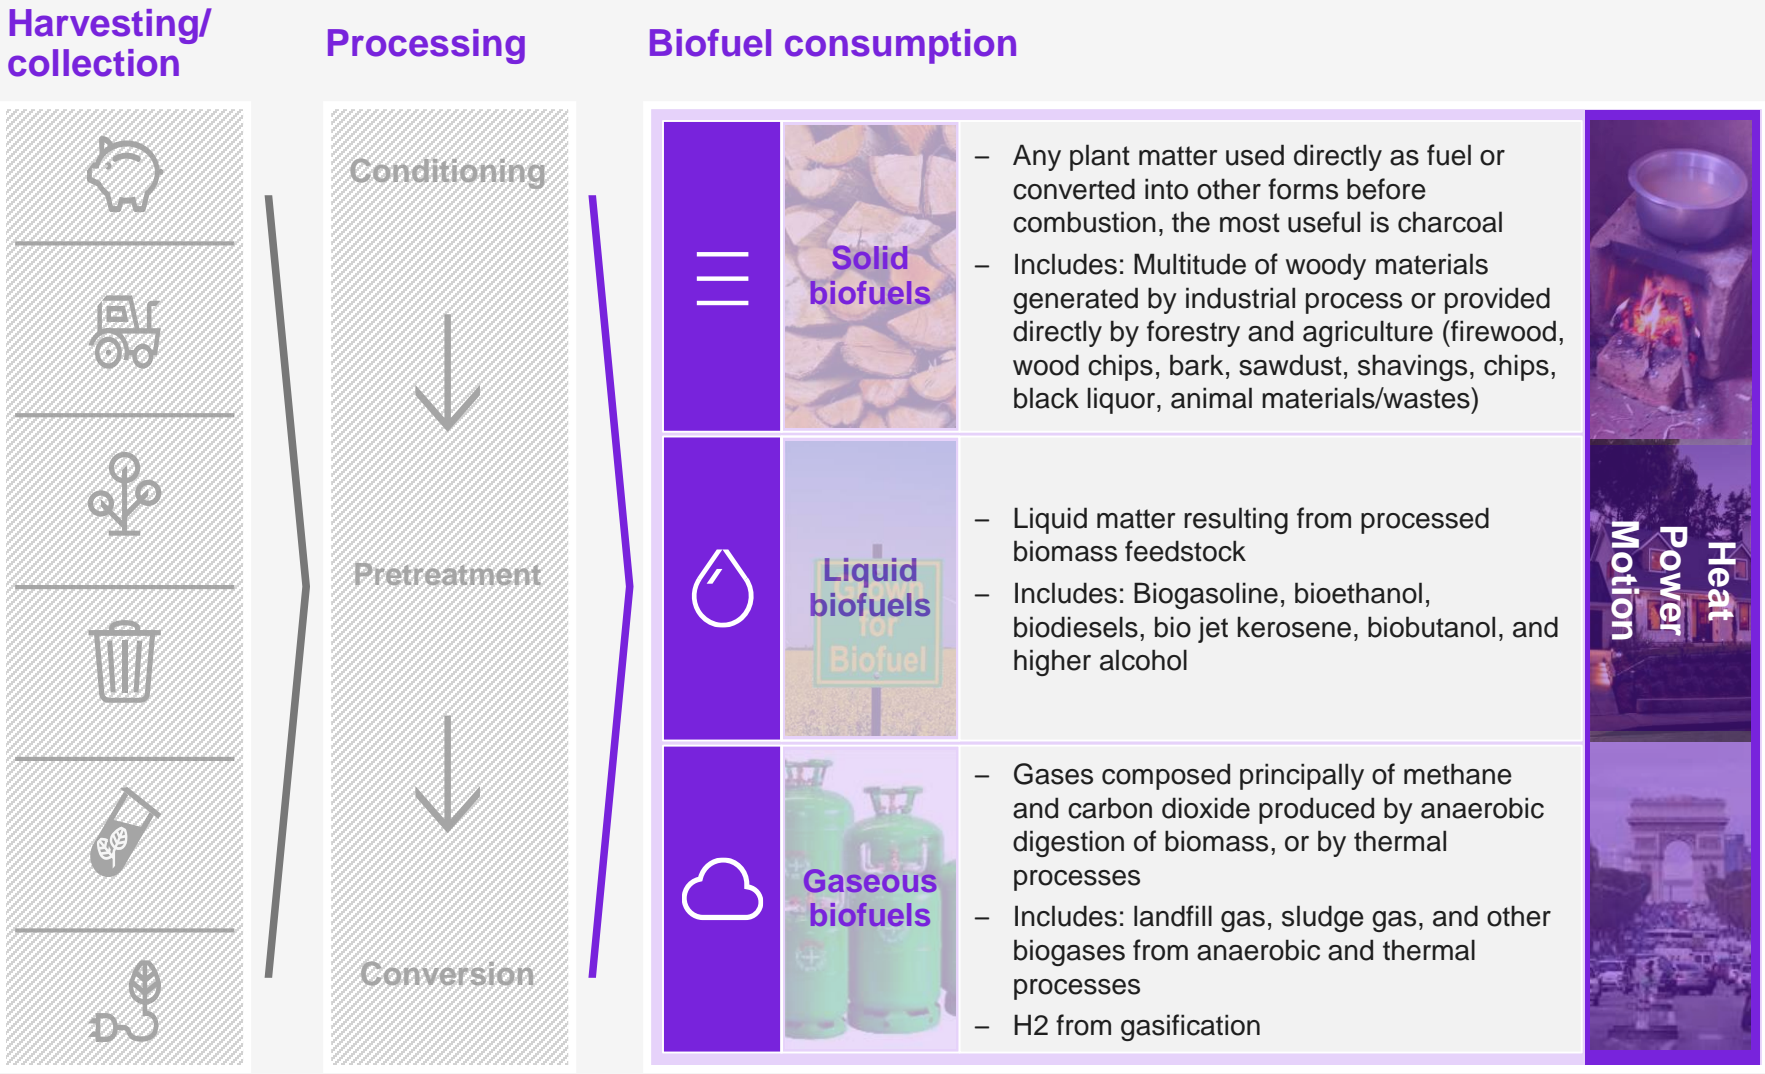 Harvesting/
collection
Processing
Biofuel consumption
Conditioning
Pretreatment
Conversion
Solid
biofuels
– Any plant matter used directly as fuel or
converted into other forms before
combustion, the most useful is charcoal
– Includes: Multitude of woody materials
generated by industrial process or provided
directly by forestry and agriculture (firewood,
wood chips, bark, sawdust, shavings, chips,
black liquor, animal materials/wastes)
Liquid
biofuels
Grown
for
Biofuel
– Liquid matter resulting from processed
biomass feedstock
– Includes: Biogasoline, bioethanol,
biodiesels, bio jet kerosene, biobutanol, and
higher alcohol
Gaseous
biofuels
– Gases composed principally of methane
and carbon dioxide produced by anaerobic
digestion of biomass, or by thermal
processes
– Includes: landfill gas, sludge gas, and other
biogases from anaerobic and thermal
processes
– H2 from gasification
Heat
Power
Motion